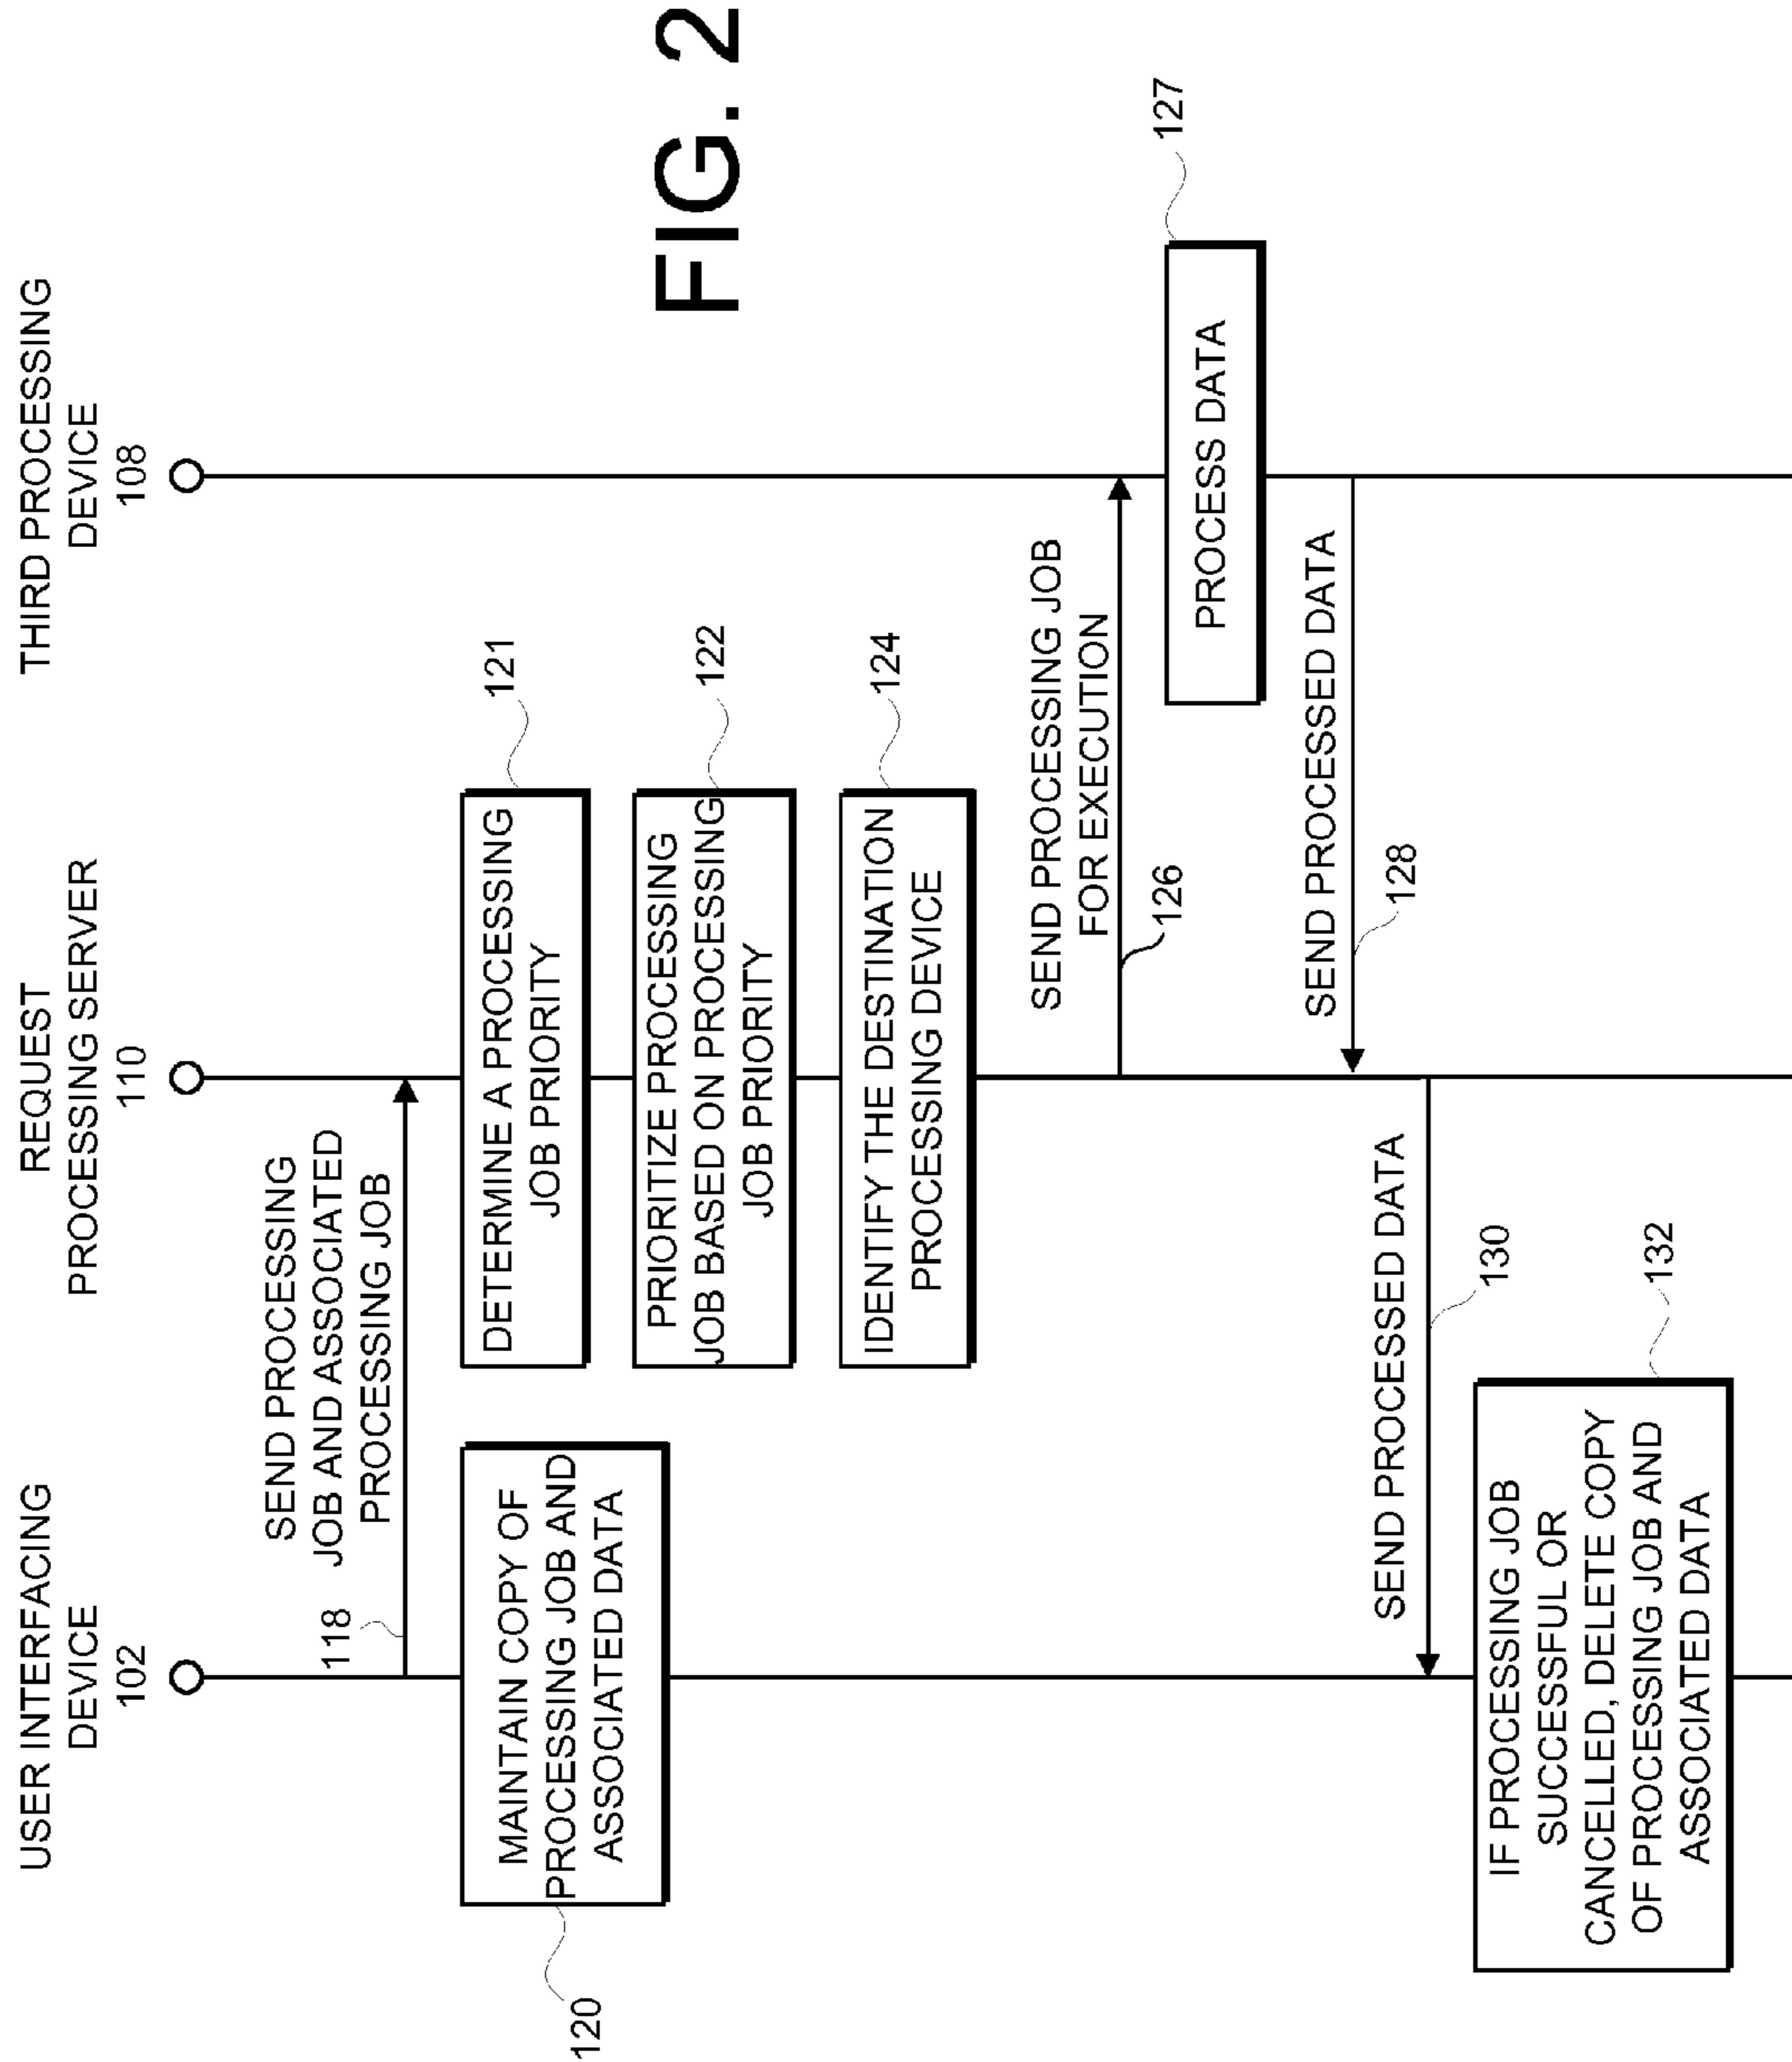 USER INTERFACING
DEVICE
102
REQUEST
PROCESSING SERVER
110
THIRD PROCESSING
DEVICE
108
118
SEND PROCESSING
JOB AND ASSOCIATED
PROCESSING JOB
120
MAINTAIN COPY OF
PROCESSING JOB AND
ASSOCIATED DATA
DETERMINE A PROCESSING
JOB PRIORITY
121
PRIORITIZE PROCESSING
JOB BASED ON PROCESSING
JOB PRIORITY
122
IDENTIFY THE DESTINATION
PROCESSING DEVICE
124
SEND PROCESSING JOB
FOR EXECUTION
126
PROCESS DATA
127
SEND PROCESSED DATA
128
SEND PROCESSED DATA
130
IF PROCESSING JOB
SUCCESSFUL OR
CANCELLED, DELETE COPY
OF PROCESSING JOB AND
ASSOCIATED DATA
132
FIG. 2